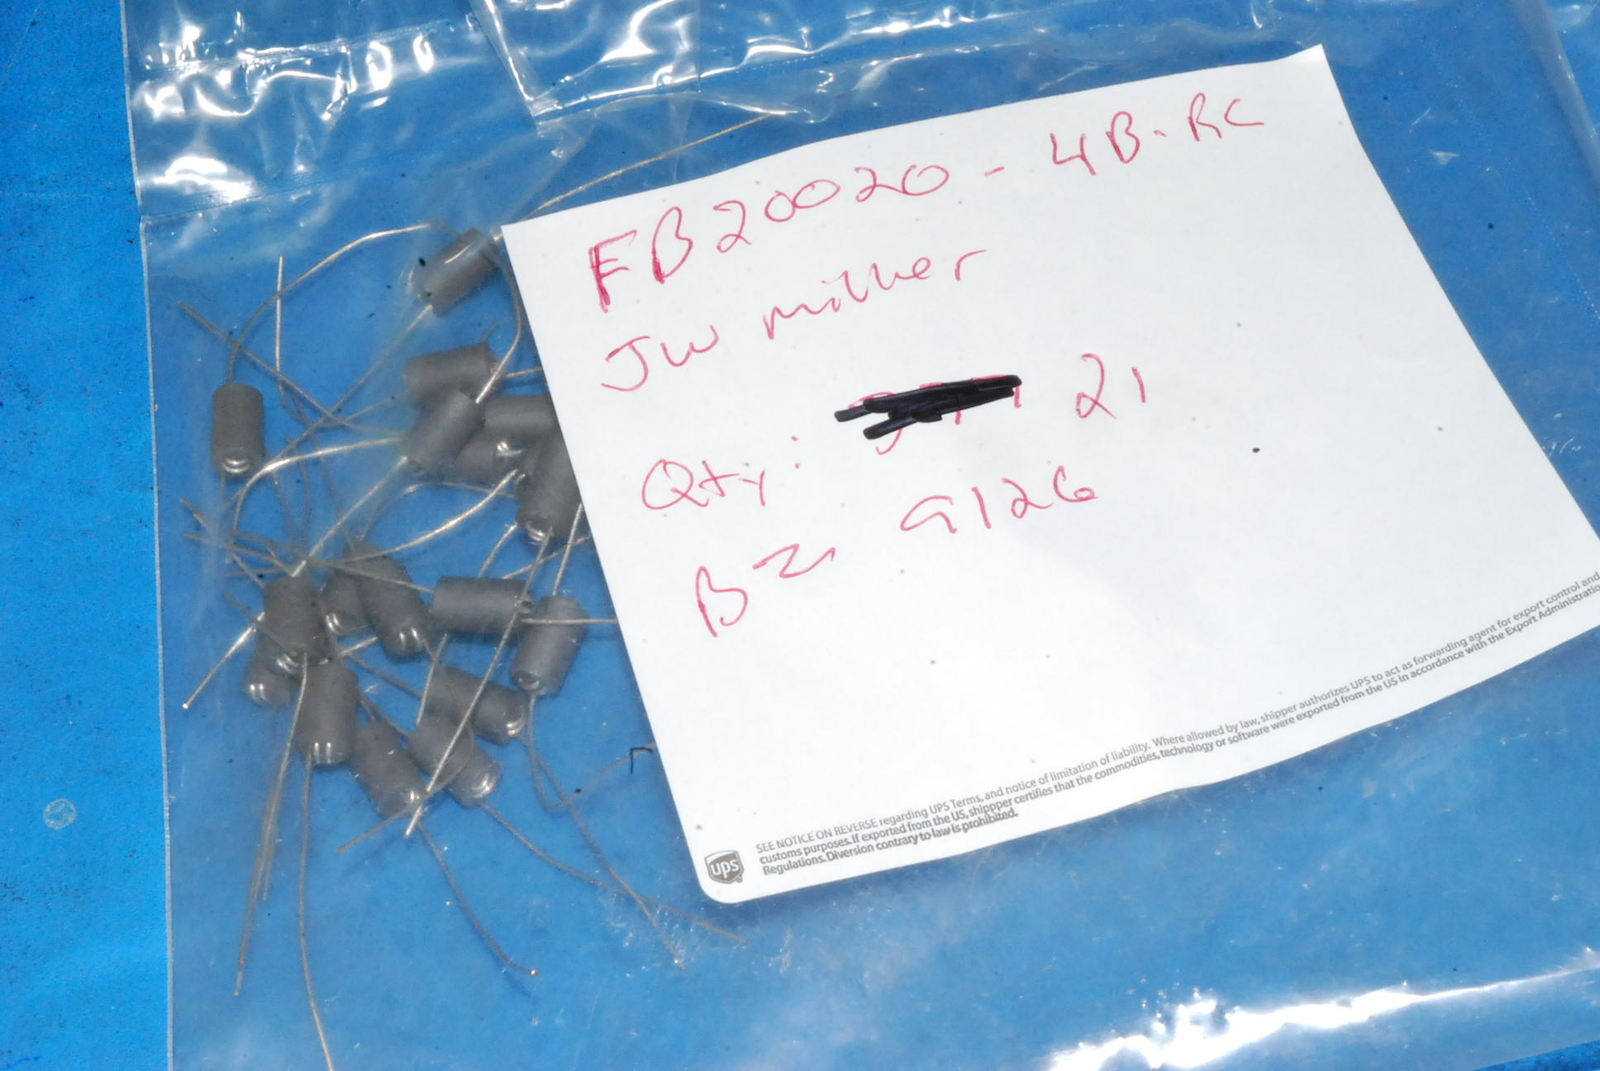 FB20020-4B-RC
JW miller
Qty: 21
B2 9126
SEE NOTICE ON REVERSE regarding UPS Terms, and notice of limitation of liability. Where allowed by law, shipper authorizes UPS to act as forwarding agent for export control and
customs purposes. If exported from the US, shippper certifies that the commodities, technology or software were exported from the US in accordance with the Export Administration
Regulations. Diversion contrary to law is prohibited.
ups